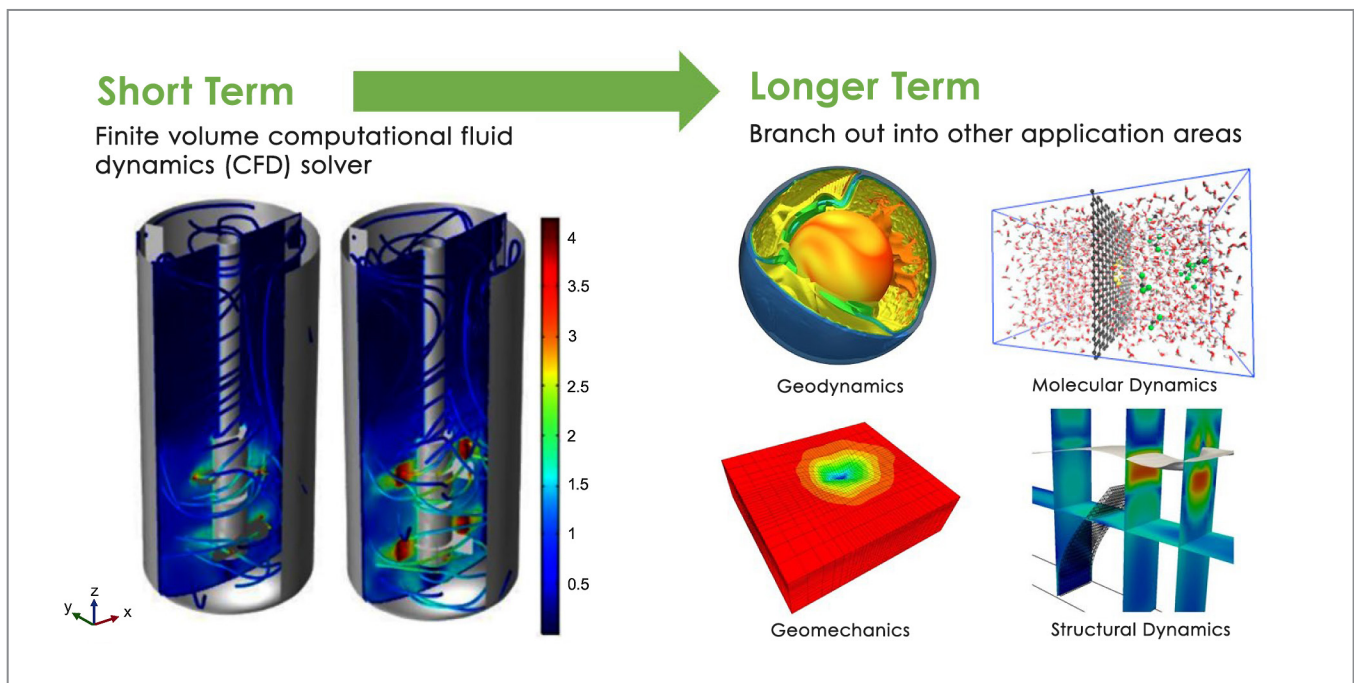 Short Term
Finite volume computational fluid
dynamics (CFD) solver
4
3.5
3
2.5
2
1.5
1
0.5
z
y
x
Longer Term
Branch out into other application areas
Geodynamics
Molecular Dynamics
Geomechanics
Structural Dynamics